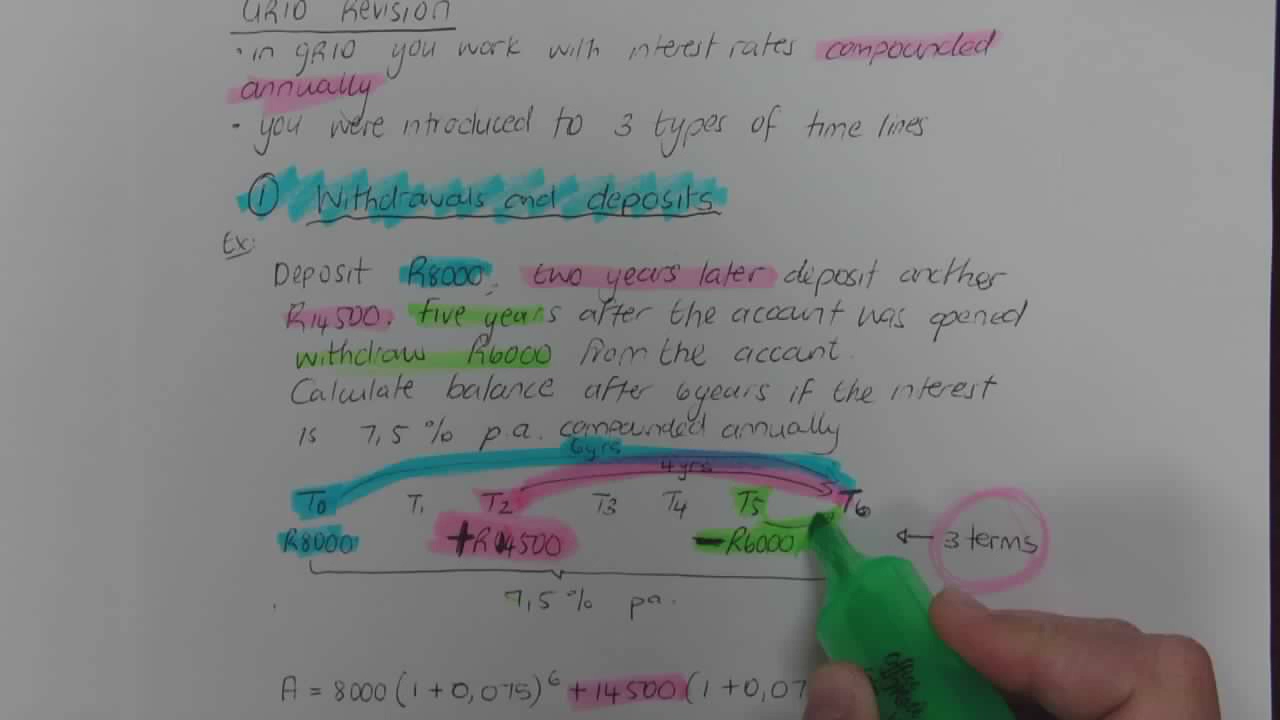 GR10 Revision
· in gR10 you work with interest rates compounded
annually
· you were introduced to 3 types of time lines
① Withdrawals and deposits
Ex:
Deposit R8000, two years later deposit another
R14500. five years after the account was opened
withdraw R6000 from the account.
Calculate balance after 6years if the interest
is 7,5 % p.a. compounded annually
6yrs
4yrs
T0 T1 T2 T3 T4 T5 T6
R8000 +R14500 -R6000 ← 3 terms
7,5 % pa.
A = 8000 (1+0,075)^6 +14500 (1+0,07